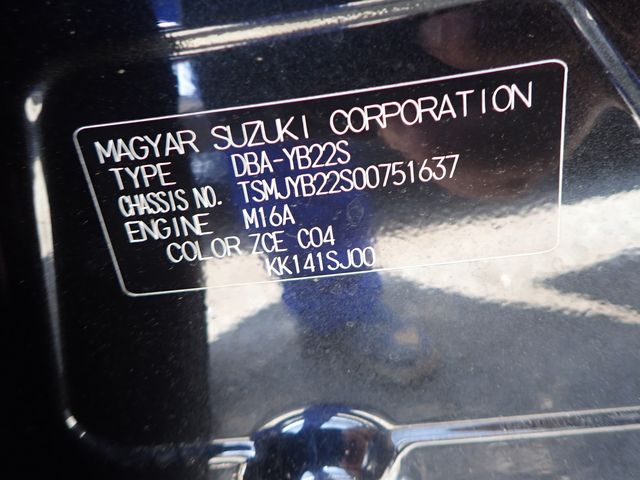 MAGYAR SUZUKI CORPORATION
TYPE DBA-YB22S
CHASSIS NO. TSMJYB22S00751637
ENGINE M16A
COLOR ZCE C04
KK141SJ00